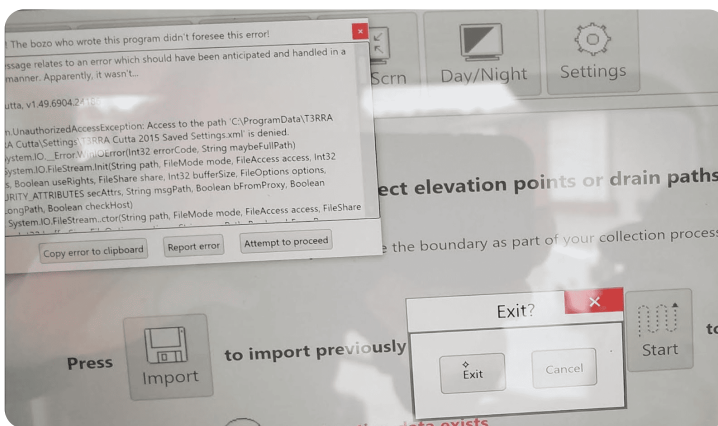 ! The bozo who wrote this program didn't foresee this error!
ssage relates to an error which should have been anticipated and handled in a
manner. Apparently, it wasn't...
utta, v1.49.6904.2
n.UnauthorizedAccessException: Access to the path 'C:\ProgramData\T3RRA
A Cutta\Settings\T3RRA Cutta 2015 Saved Settings.xml' is denied.
ystem.IO.__Error.WinIOError(Int32 errorCode, String maybeFullPath)
ystem.IO.FileStream.Init(String path, FileMode mode, FileAccess access, Int32
s, Boolean useRights, FileShare share, Int32 bufferSize, FileOptions options,
URITY_ATTRIBUTES secAttrs, String msgPath, Boolean bFromProxy, Boolean
LongPath, Boolean checkHost)
System.IO.FileStream..ctor(String path, FileMode mode, FileAccess access, FileShare
Copy error to clipboard
Report error
Attempt to proceed
Scrn
Day/Night
Settings
ect elevation points or drain paths
e the boundary as part of your collection process
Press
Import
to import previously
Exit?
Exit
Cancel
Start
to
data exists